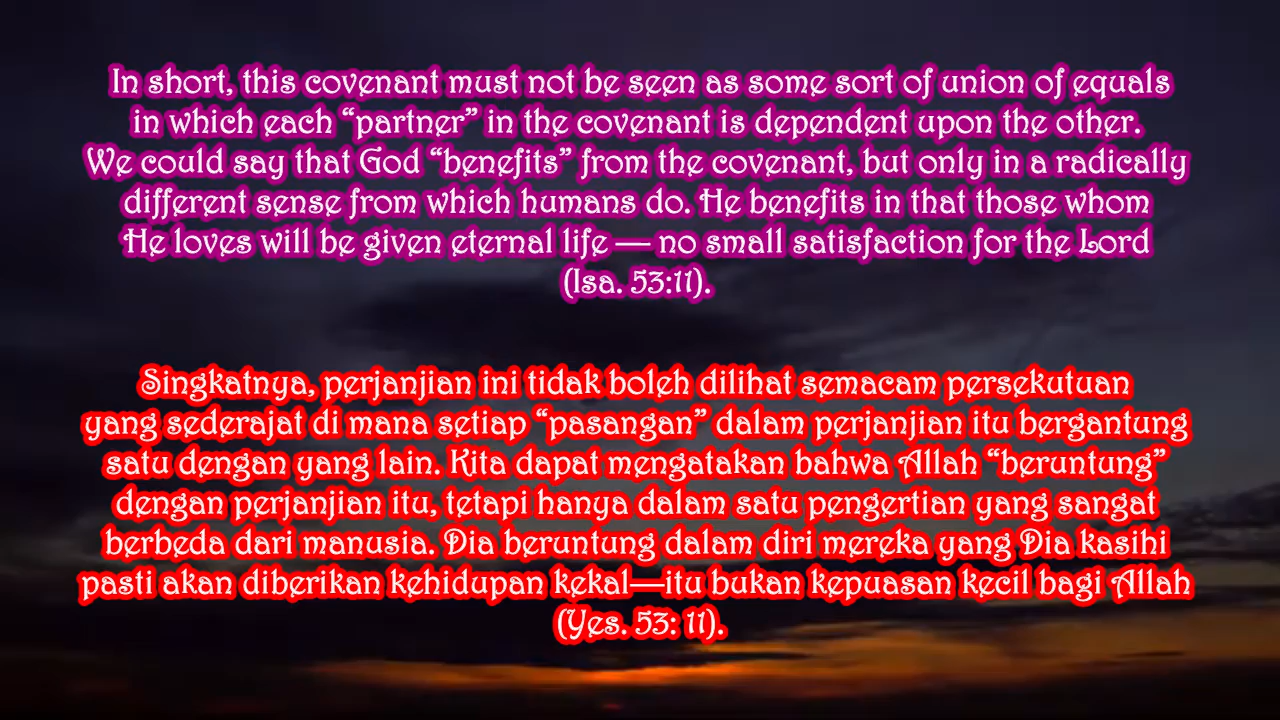 In short, this covenant must not be seen as some sort of union of equals
in which each “partner” in the covenant is dependent upon the other.
We could say that God “benefits” from the covenant, but only in a radically
different sense from which humans do. He benefits in that those whom
He loves will be given eternal life — no small satisfaction for the Lord
(Isa. 53:11).
Singkatnya, perjanjian ini tidak boleh dilihat semacam persekutuan
yang sederajat di mana setiap “pasangan” dalam perjanjian itu bergantung
satu dengan yang lain. Kita dapat mengatakan bahwa Allah “beruntung”
dengan perjanjian itu, tetapi hanya dalam satu pengertian yang sangat
berbeda dari manusia. Dia beruntung dalam diri mereka yang Dia kasihi
pasti akan diberikan kehidupan kekal—itu bukan kepuasan kecil bagi Allah
(Yes. 53: 11).